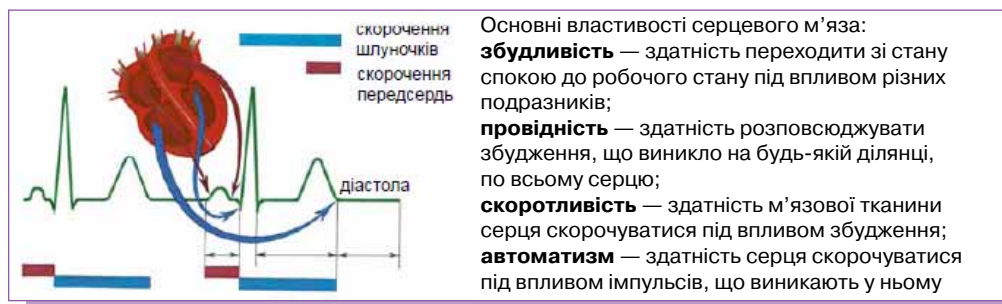 скорочення
шлуночків
скорочення
передсердь
діастола
Основні властивості серцевого м’яза:
збудливість — здатність переходити зі стану
спокою до робочого стану під впливом різних
подразників;
провідність — здатність розповсюджувати
збудження, що виникло на будь-якій ділянці,
по всьому серцю;
скоротливість — здатність м’язової тканини
серця скорочуватися під впливом збудження;
автоматизм — здатність серця скорочуватися
під впливом імпульсів, що виникають у ньому